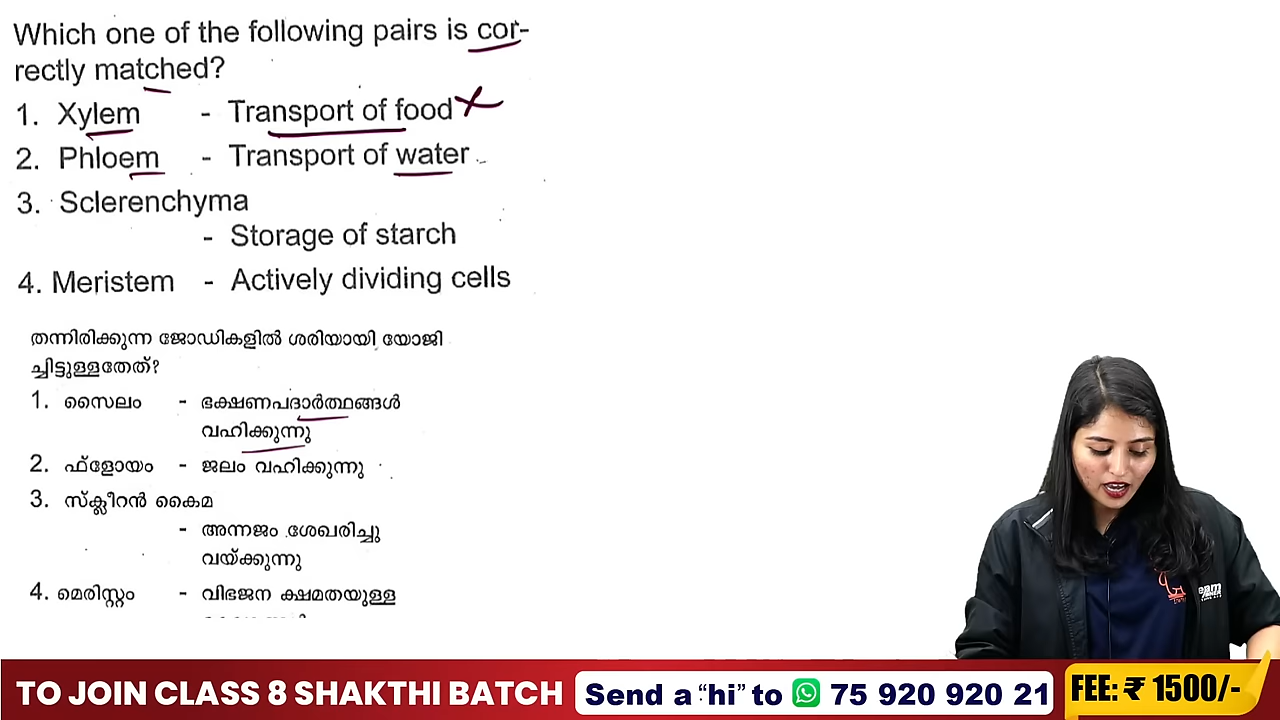 Which one of the following pairs is cor-
rectly matched?
1. Xylem - Transport of food
2. Phloem - Transport of water
3. Sclerenchyma
- Storage of starch
4. Meristem - Actively dividing cells
തന്നിരിക്കുന്ന ജോഡികളിൽ ശരിയായി യോജി
ച്ചിട്ടുള്ളതേത്?
1. സൈലം - ഭക്ഷണപദാർത്ഥങ്ങൾ
വഹിക്കുന്നു
2. ഫ്ളോയം - ജലം വഹിക്കുന്നു
3. സ്ക്ലീറൻ കൈമ
- അന്നജം ശേഖരിച്ചു
വയ്ക്കുന്നു
4. മെരിസ്റ്റം - വിഭജന ക്ഷമതയുള്ള
eam
TO JOIN CLASS 8 SHAKTHI BATCH Send a “hi” to 75 920 920 21 FEE: ₹ 1500/-